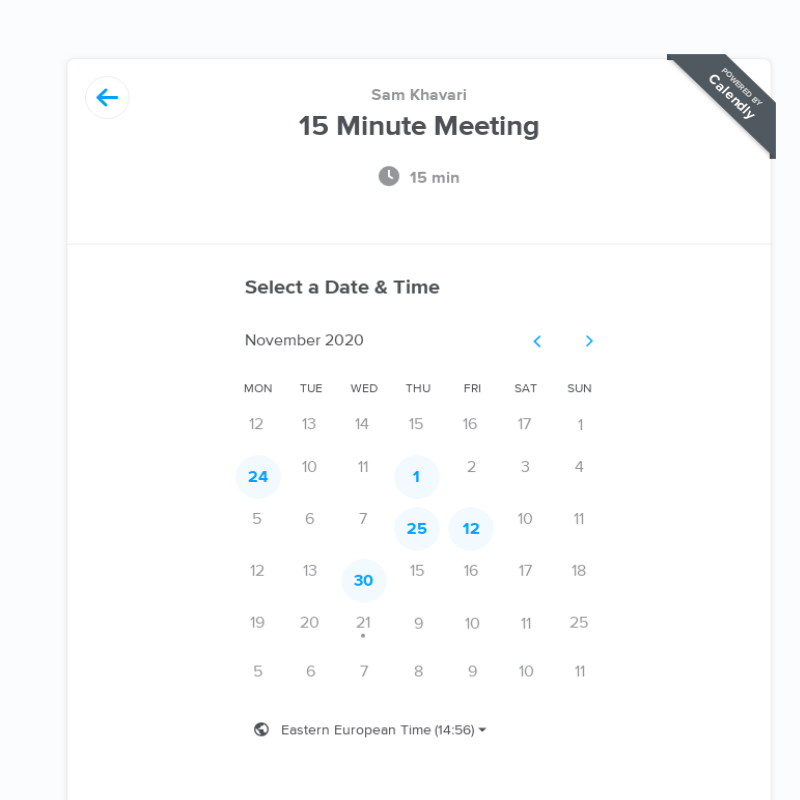 POWERED BY
Calendly
Sam Khavari
15 Minute Meeting
15 min
Select a Date & Time
November 2020
MON TUE WED THU FRI SAT SUN
12 13 14 15 16 17 1
24 10 11 1 2 3 4
5 6 7 25 12 10 11
12 13 30 15 16 17 18
19 20 21 9 10 11 25
5 6 7 8 9 10 11
Eastern European Time (14:56)